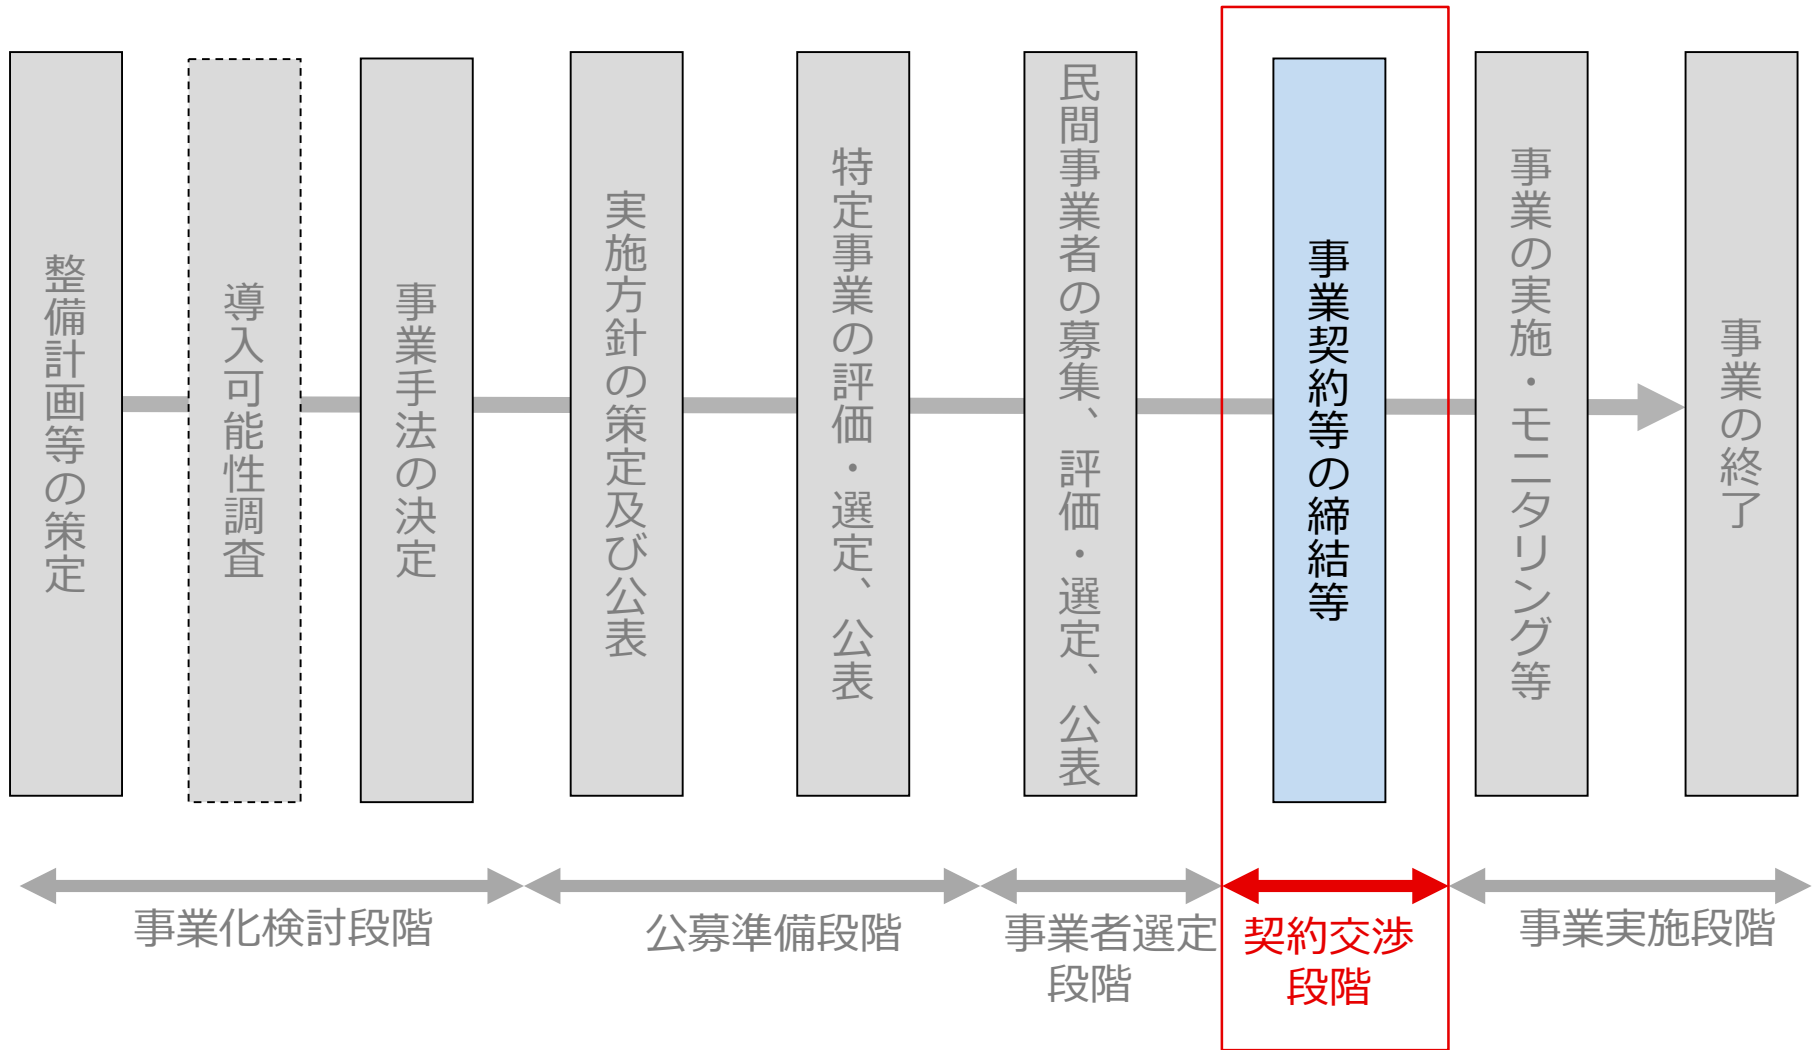 整備計画等の策定
導入可能性調査
事業手法の決定
実施方針の策定及び公表
特定事業の評価・選定、公表
民間事業者の募集、評価・選定、公表
事業契約等の締結等
事業の実施・モニタリング等
事業の終了
事業化検討段階
公募準備段階
事業者選定
段階
契約交渉
段階
事業実施段階